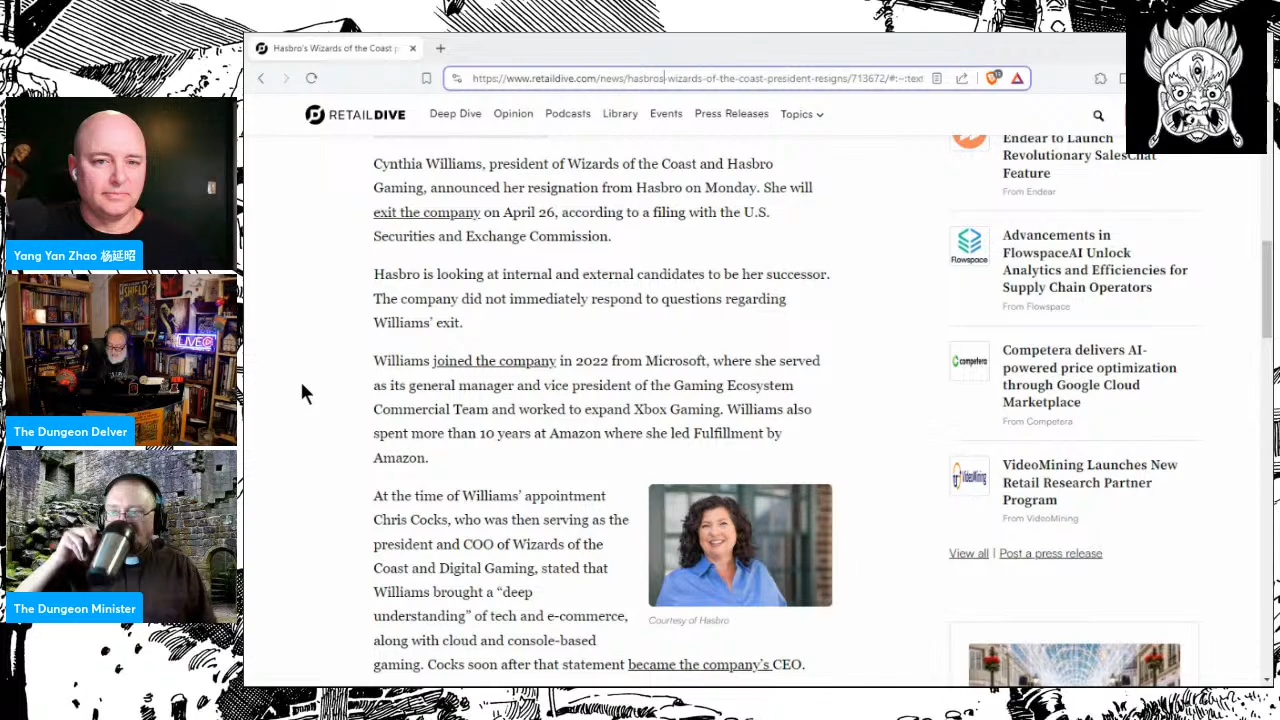 Hasbro's Wizards of the Coast p
https://www.retaildive.com/news/hasbros-wizards-of-the-coast-president-resigns/713672/#:~:text
RETAILDIVE
Deep Dive
Opinion
Podcasts
Library
Events
Press Releases
Topics
Cynthia Williams, president of Wizards of the Coast and Hasbro
Gaming, announced her resignation from Hasbro on Monday. She will
exit the company on April 26, according to a filing with the U.S.
Securities and Exchange Commission.
Hasbro is looking at internal and external candidates to be her successor.
The company did not immediately respond to questions regarding
Williams’ exit.
Williams joined the company in 2022 from Microsoft, where she served
as its general manager and vice president of the Gaming Ecosystem
Commercial Team and worked to expand Xbox Gaming. Williams also
spent more than 10 years at Amazon where she led Fulfillment by
Amazon.
At the time of Williams’ appointment
Chris Cocks, who was then serving as the
president and COO of Wizards of the
Coast and Digital Gaming, stated that
Williams brought a “deep
understanding” of tech and e-commerce,
along with cloud and console-based
gaming. Cocks soon after that statement became the company’s CEO.
Courtesy of Hasbro
Endear to Launch
Revolutionary SalesChat
Feature
From Endear
Flowspace
Advancements in
FlowspaceAI Unlock
Analytics and Efficiencies for
Supply Chain Operators
From Flowspace
competera
Competera delivers AI-
powered price optimization
through Google Cloud
Marketplace
From Competera
VideoMining
VideoMining Launches New
Retail Research Partner
Program
From VideoMining
View all | Post a press release
Yang Yan Zhao 杨延昭
LIVE
The Dungeon Delver
The Dungeon Minister